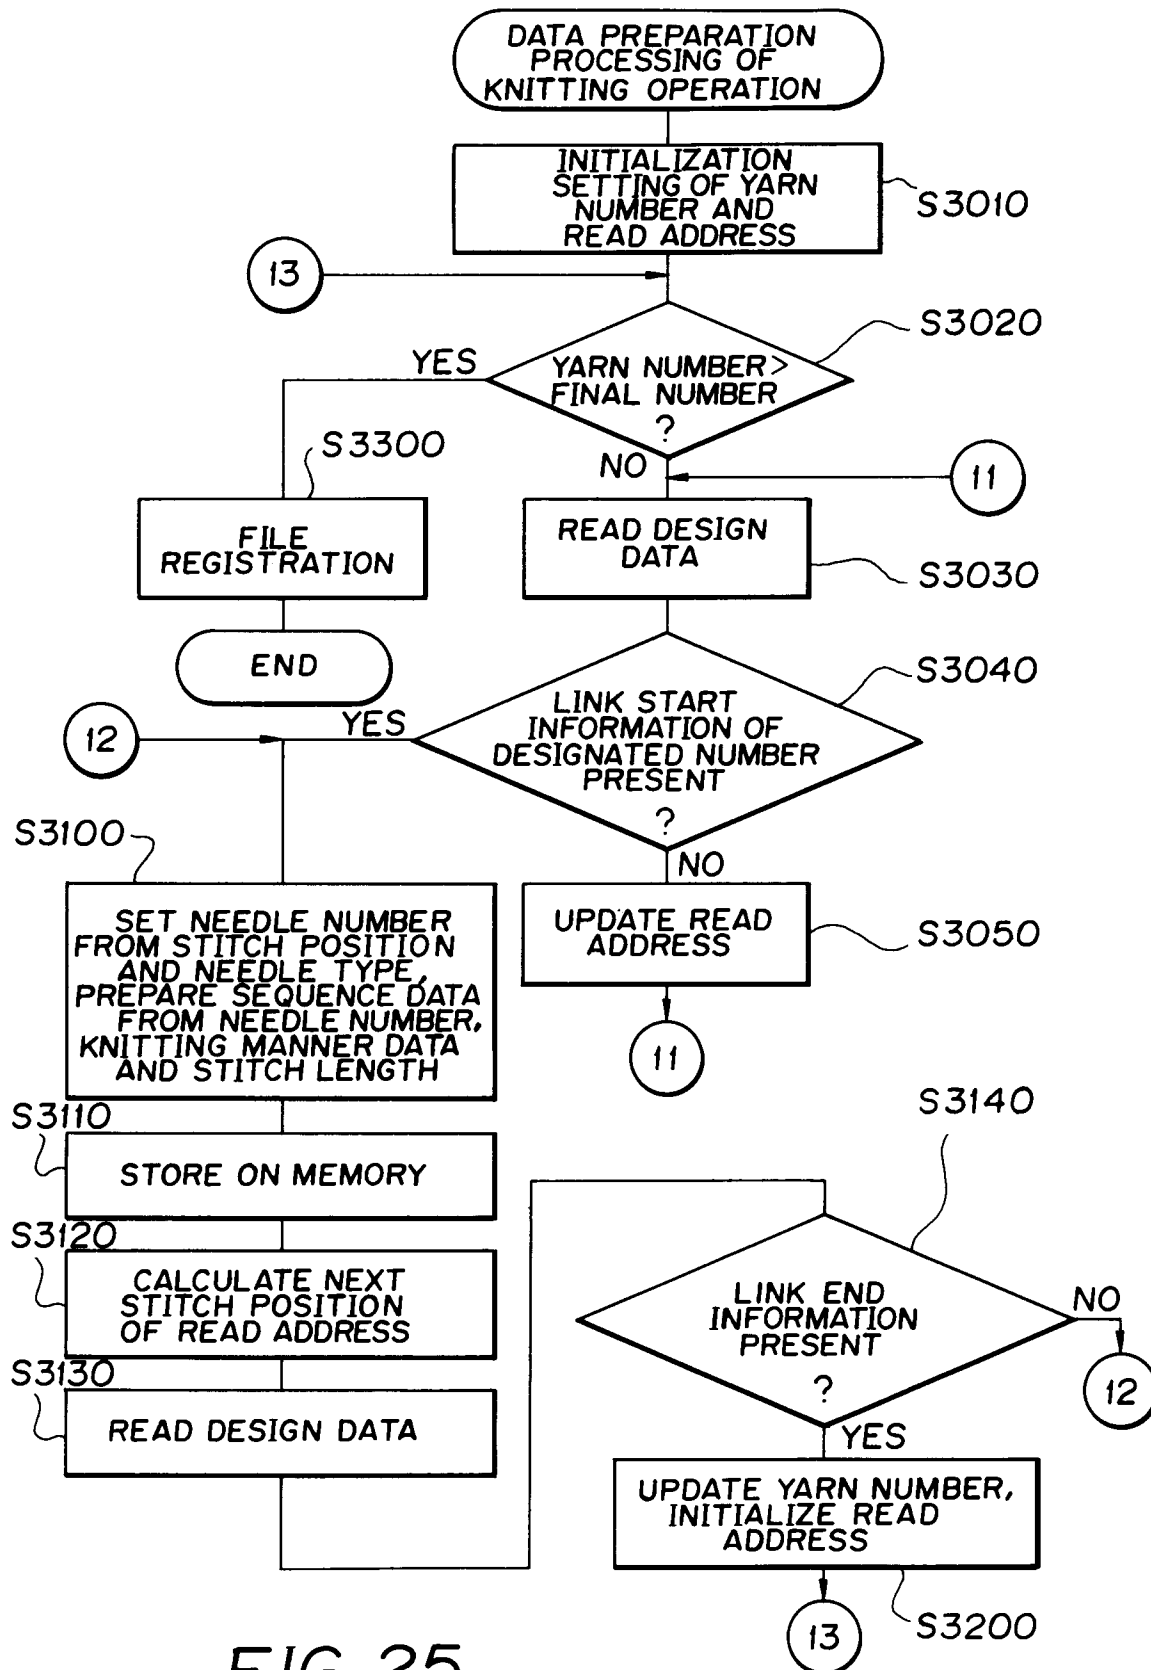 DATA PREPARATION
PROCESSING OF
KNITTING OPERATION
INITIALIZATION
SETTING OF YARN
NUMBER AND
READ ADDRESS
S3010
13
S3020
YES
YARN NUMBER >
FINAL NUMBER
?
NO
S3300
11
FILE
REGISTRATION
READ DESIGN
DATA
S3030
END
S3040
12
YES
LINK START
INFORMATION OF
DESIGNATED NUMBER
PRESENT
?
NO
S3100
SET NEEDLE NUMBER
FROM STITCH POSITION
AND NEEDLE TYPE,
PREPARE SEQUENCE DATA
FROM NEEDLE NUMBER,
KNITTING MANNER DATA
AND STITCH LENGTH
UPDATE READ
ADDRESS
S3050
11
S3110
STORE ON MEMORY
S3120
CALCULATE NEXT
STITCH POSITION
OF READ ADDRESS
S3130
READ DESIGN DATA
S3140
LINK END
INFORMATION
PRESENT
?
NO
12
YES
UPDATE YARN NUMBER,
INITIALIZE READ
ADDRESS
S3200
13
FIG. 25